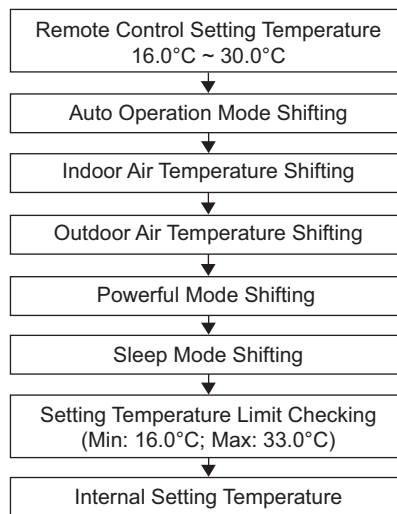 Remote Control Setting Temperature
16.0°C ~ 30.0°C
Auto Operation Mode Shifting
Indoor Air Temperature Shifting
Outdoor Air Temperature Shifting
Powerful Mode Shifting
Sleep Mode Shifting
Setting Temperature Limit Checking
(Min: 16.0°C; Max: 33.0°C)
Internal Setting Temperature